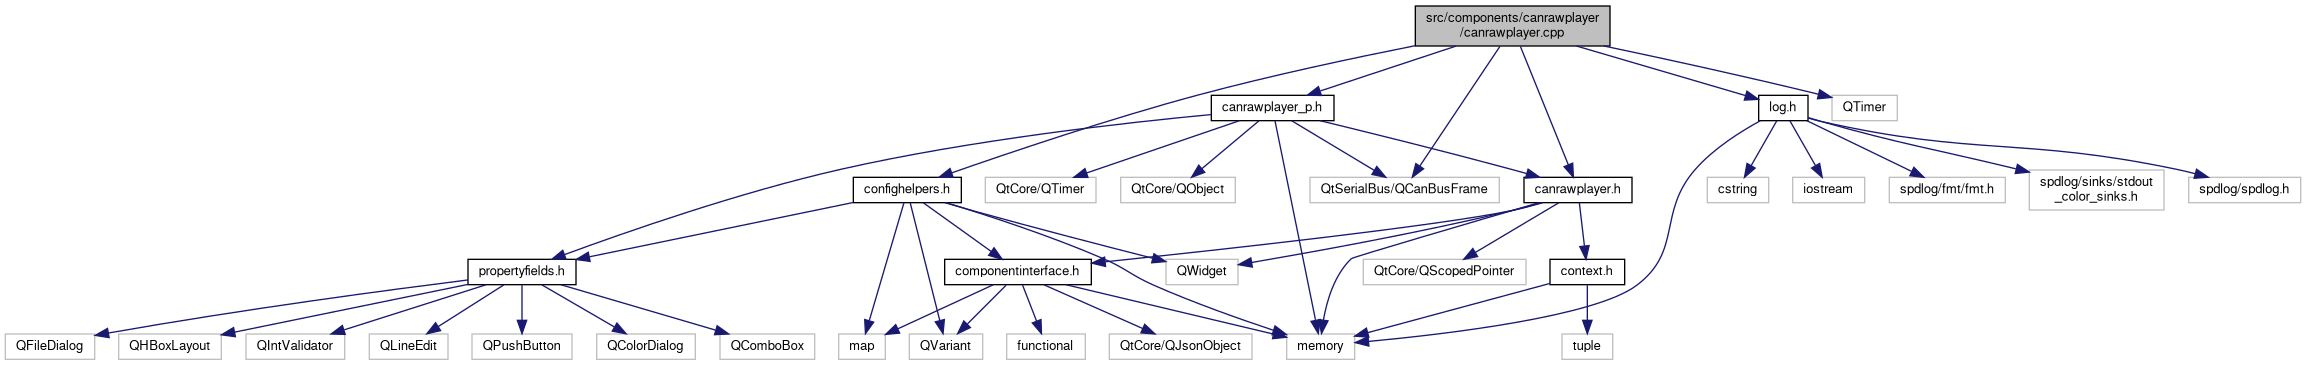 src/components/canrawplayer
/canrawplayer.cpp
canrawplayer_p.h
log.h
QTimer
confighelpers.h
QtCore/QTimer
QtCore/QObject
QtSerialBus/QCanBusFrame
canrawplayer.h
cstring
iostream
spdlog/fmt/fmt.h
spdlog/sinks/stdout
_color_sinks.h
spdlog/spdlog.h
propertyfields.h
componentinterface.h
QWidget
QtCore/QScopedPointer
context.h
QFileDialog
QHBoxLayout
QIntValidator
QLineEdit
QPushButton
QColorDialog
QComboBox
map
QVariant
functional
QtCore/QJsonObject
memory
tuple